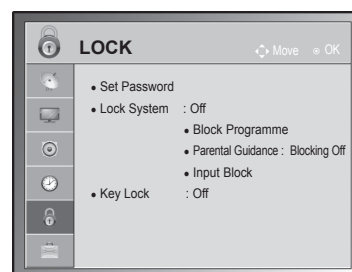 LOCK
Move OK
• Set Password
• Lock System : Off
• Block Programme
• Parental Guidance : Blocking Off
• Input Block
• Key Lock : Off